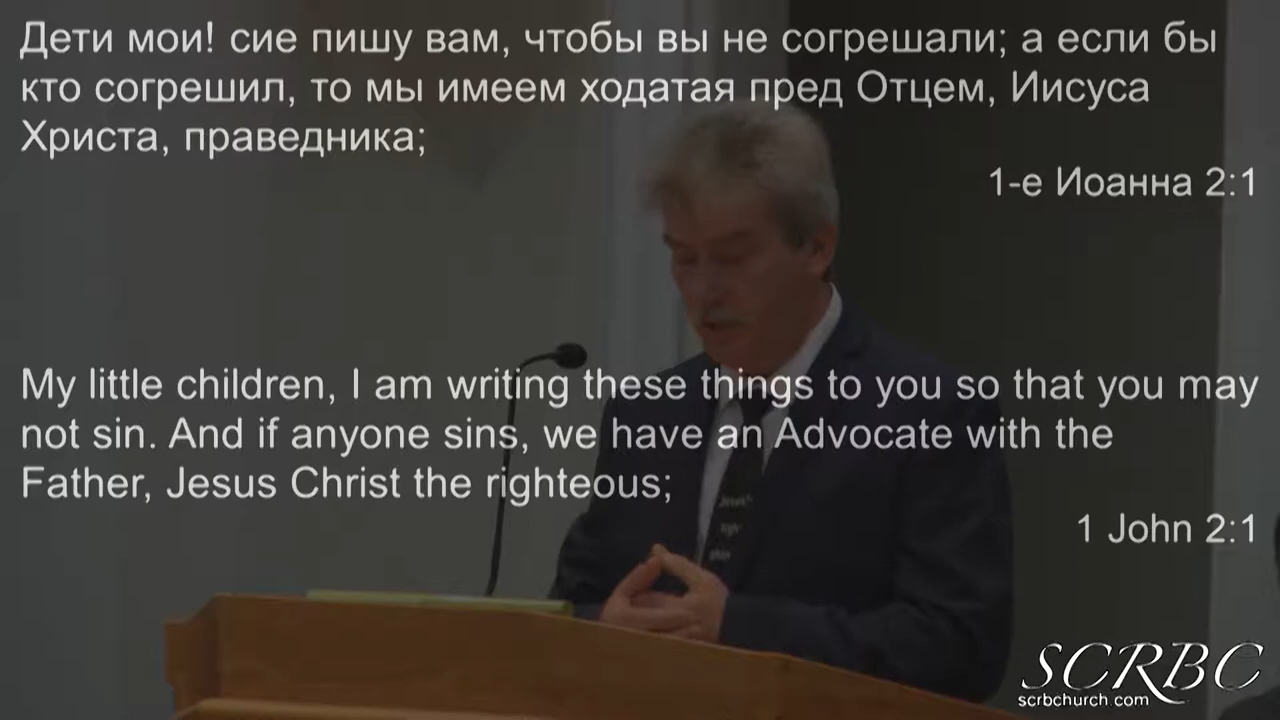 Дети мои! сие пишу вам, чтобы вы не согрешали; а если бы
кто согрешил, то мы имеем ходатая пред Отцем, Иисуса
Христа, праведника;
1-е Иоанна 2:1
My little children, I am writing these things to you so that you may
not sin. And if anyone sins, we have an Advocate with the
Father, Jesus Christ the righteous;
1 John 2:1
SCRBC
scrbchurch.com